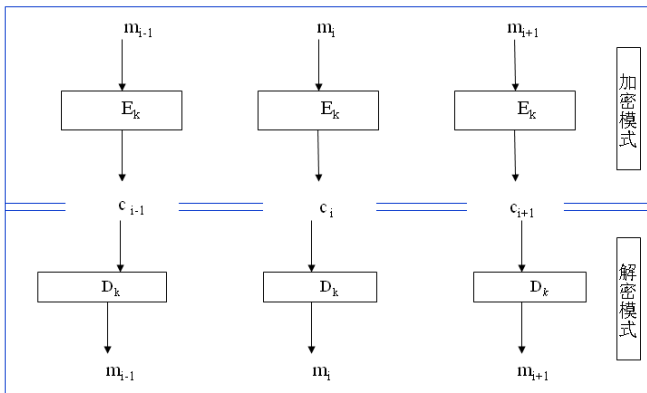 m_{i-1} m_i m_{i+1}
E_k E_k E_k
加密模式
c_{i-1} c_i c_{i+1}
D_k D_k D_k
解密模式
m_{i-1} m_i m_{i+1}